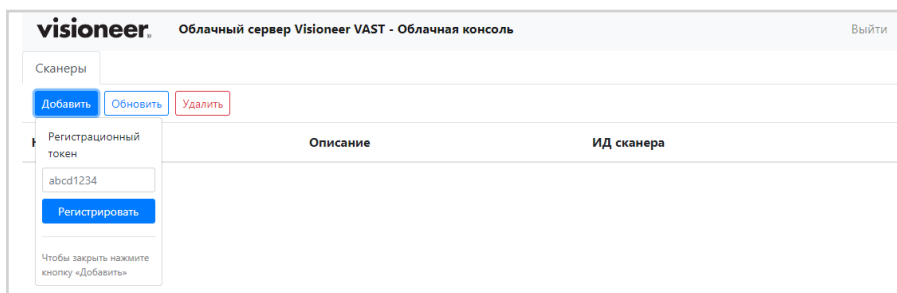 visioneer. Облачный сервер Visioneer VAST - Облачная консоль Выйти
Сканеры
Добавить Обновить Удалить
Описание ИД сканера
Регистрационный
токен
abcd1234
Регистрировать
Чтобы закрыть нажмите
кнопку «Добавить»